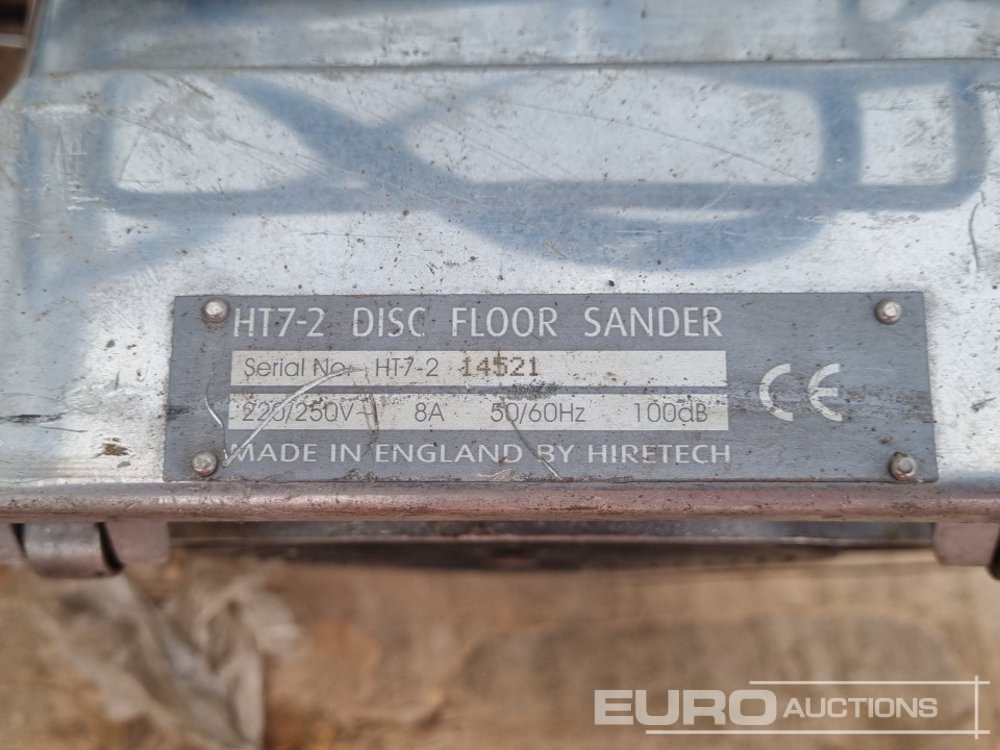 HT7-2 DISC FLOOR SANDER
Serial No. HT7-2 14521
220/250V~ 8A 50/60Hz 100dB
CE
MADE IN ENGLAND BY HIRETECH
EURO AUCTIONS